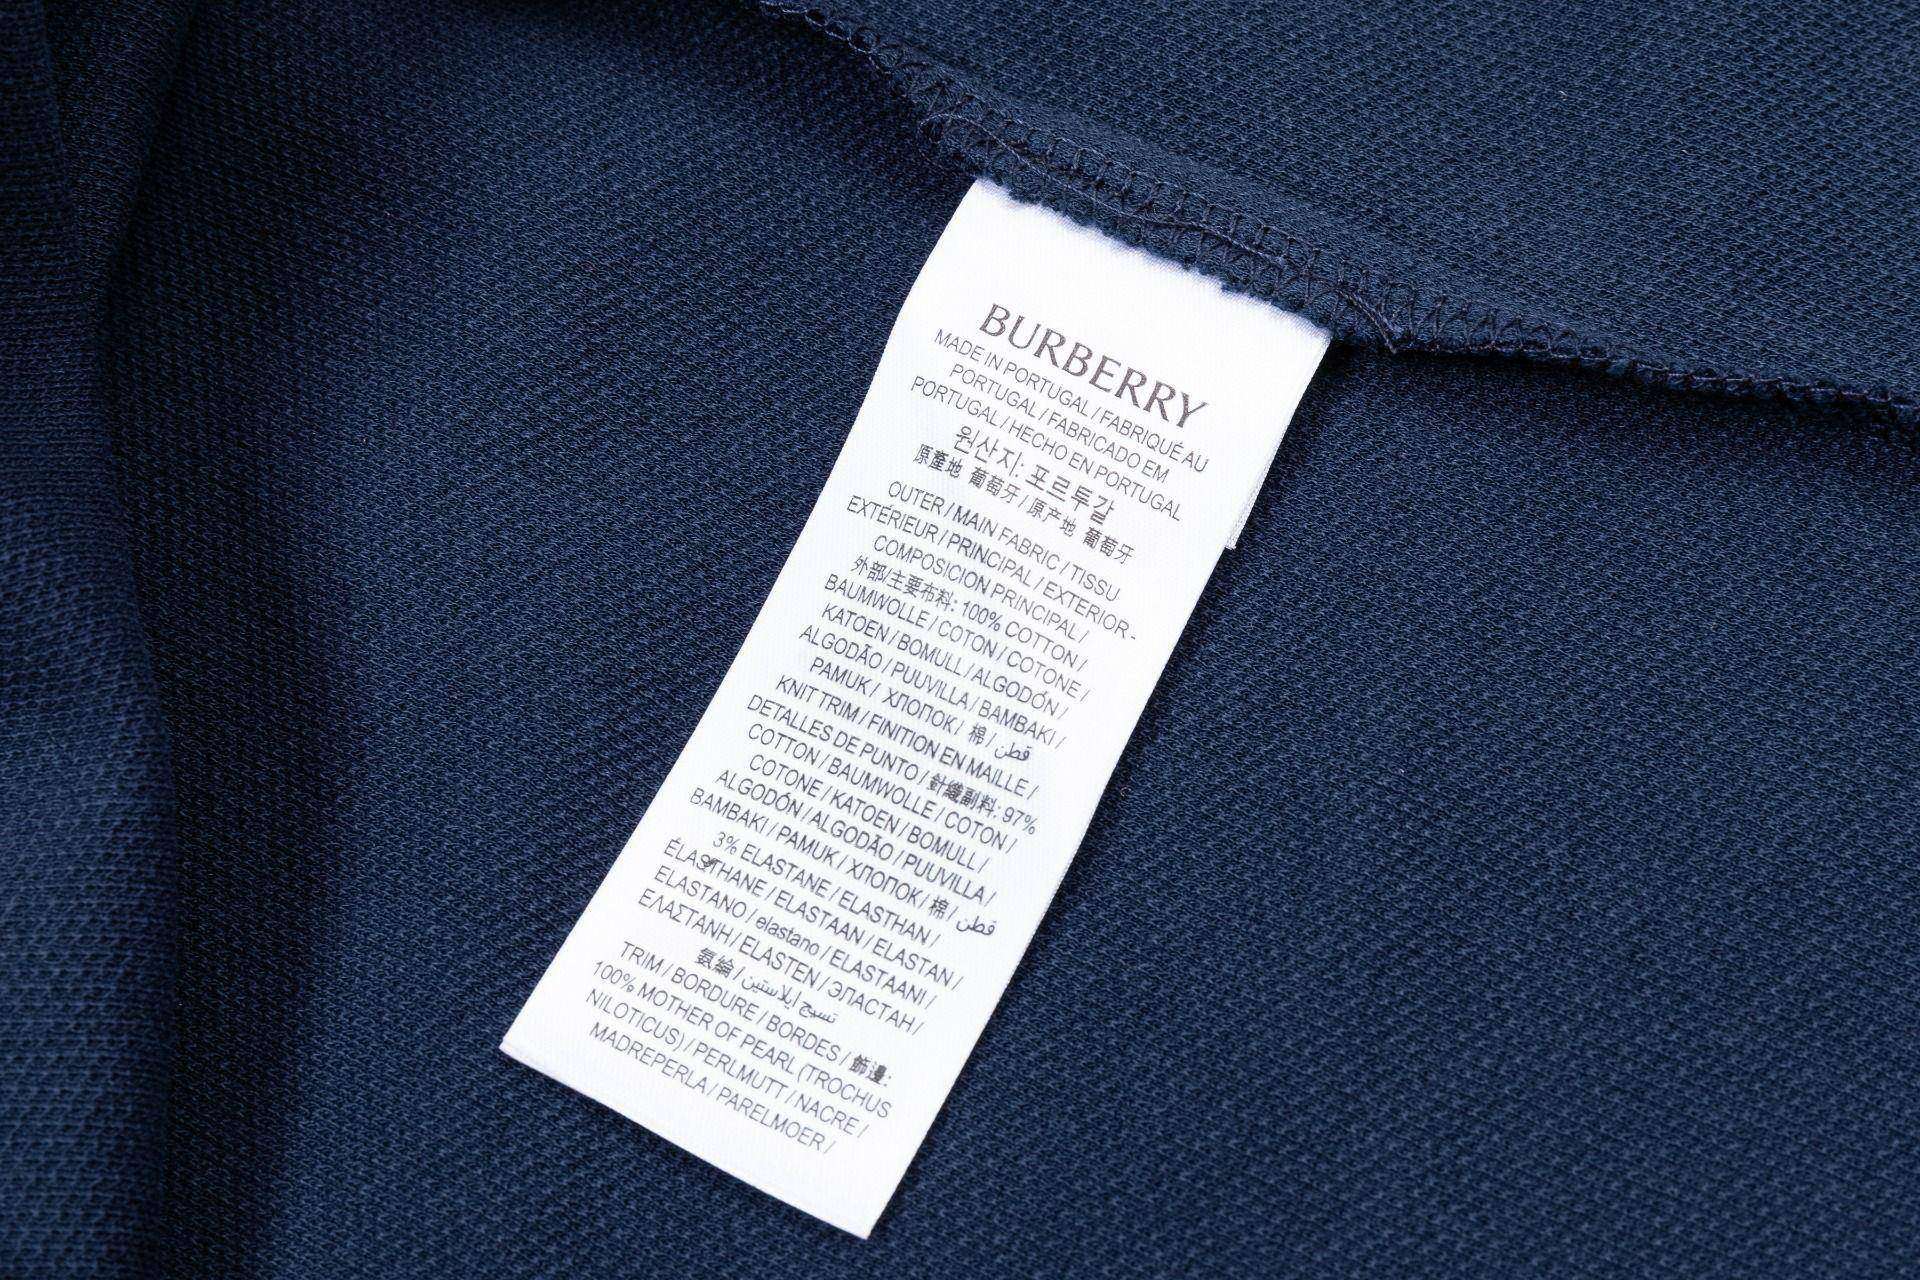 BURBERRY
MADE IN PORTUGAL / FABRIQUÉ AU
PORTUGAL / FABRICADO EM
PORTUGAL / HECHO EN PORTUGAL
원산지: 포르투갈
原產地 葡萄牙 / 原产地 葡萄牙
OUTER / MAIN FABRIC / TISSU
EXTÉRIEUR / PRINCIPAL / EXTERIOR -
COMPOSICION PRINCIPAL /
外部/主要布料: 100% COTTON /
BAUMWOLLE / COTON / COTONE /
KATOEN / BOMULL / ALGODÓN /
ALGODÃO / PUUVILLA / BAMBAKI /
PAMUK / ХЛОПОК / 棉 / قطن
KNIT TRIM / FINITION EN MAILLE /
DETALLES DE PUNTO / 針織副料: 97%
COTTON / BAUMWOLLE / COTON /
COTONE / KATOEN / BOMULL /
ALGODÓN / ALGODÃO / PUUVILLA /
BAMBAKI / PAMUK / ХЛОПОК / 棉 / قطن
3% ELASTANE / ELASTHAN /
ÉLASTHANE / ELASTAAN / ELASTAN /
ELASTANO / elastano / ELASTAANI /
ΕΛΑΣΤΑΝΗ / ELASTEN / ЭЛАСТАН /
氨綸 / نسيج إيلاستين
TRIM / BORDURE / BORDES / 飾邊:
100% MOTHER OF PEARL (TROCHUS
NILOTICUS) / PERLMUTT / NACRE /
MADREPERLA / PARELMOER /